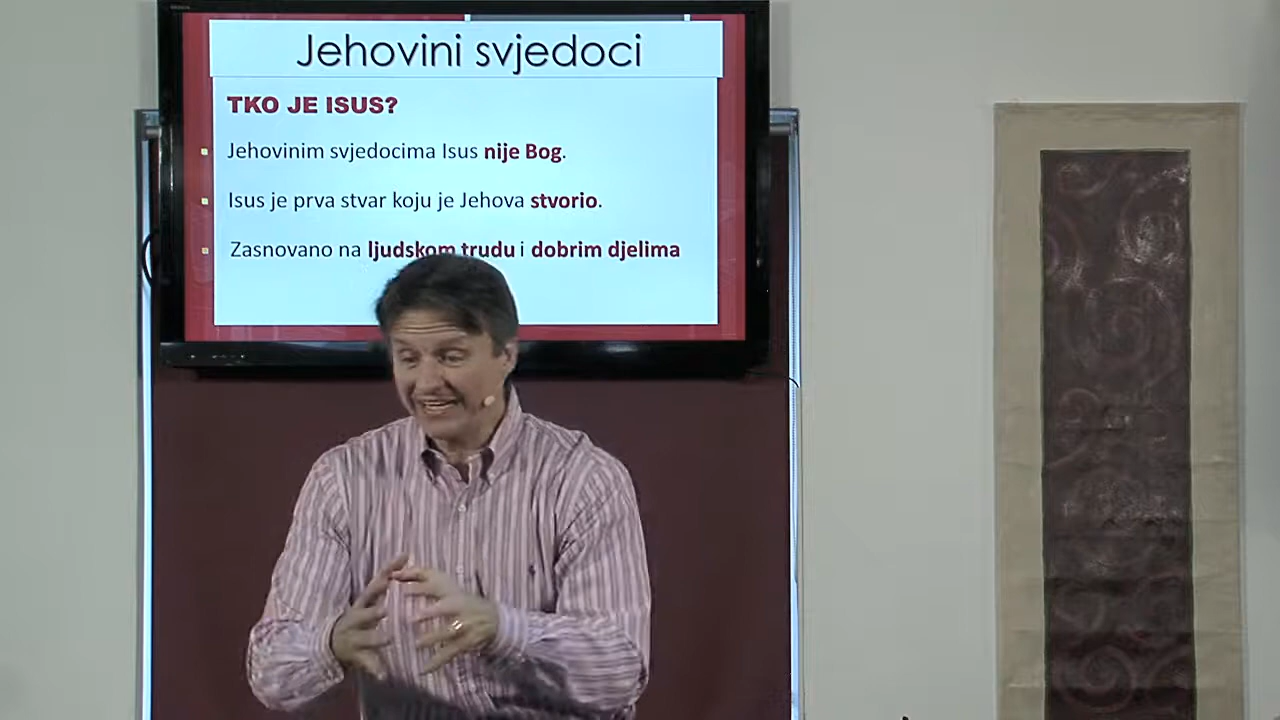 Jehovini svjedoci
TKO JE ISUS?
Jehovinim svjedocima Isus nije Bog.
Isus je prva stvar koju je Jehova stvorio.
Zasnovano na ljudskom trudu i dobrim djelima